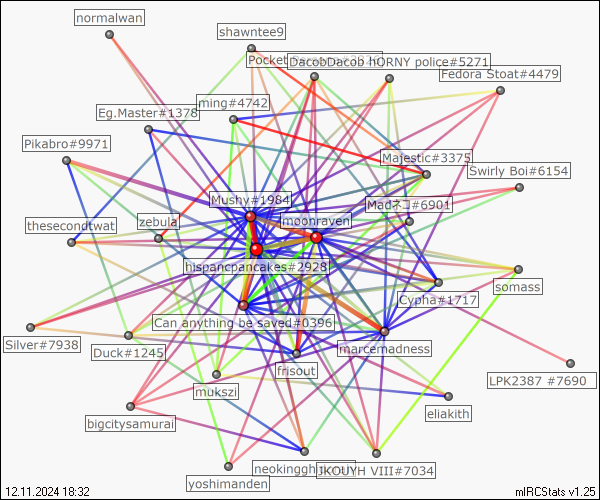 normalwan
shawntee9
Pocket
DacobDacob hORNY police#5271
Fedora Stoat#4479
ming#4742
Eg.Master#1378
Pikabro#9971
Majestic#3375
Swirly Boi#6154
Mushy#1984
Madネコ#6901
thesecondtwat
zebula
moonraven
hispancpancakes#2928
somass
Cypha#1717
Can anything be saved#0396
Silver#7938
Duck#1245
marcemadness
frisout
LPK2387 #7690
mukszi
eliakith
bigcitysamurai
yoshimanden
JKOUYH VIII#7034
12.11.2024 18:32
mIRCStats v1.25